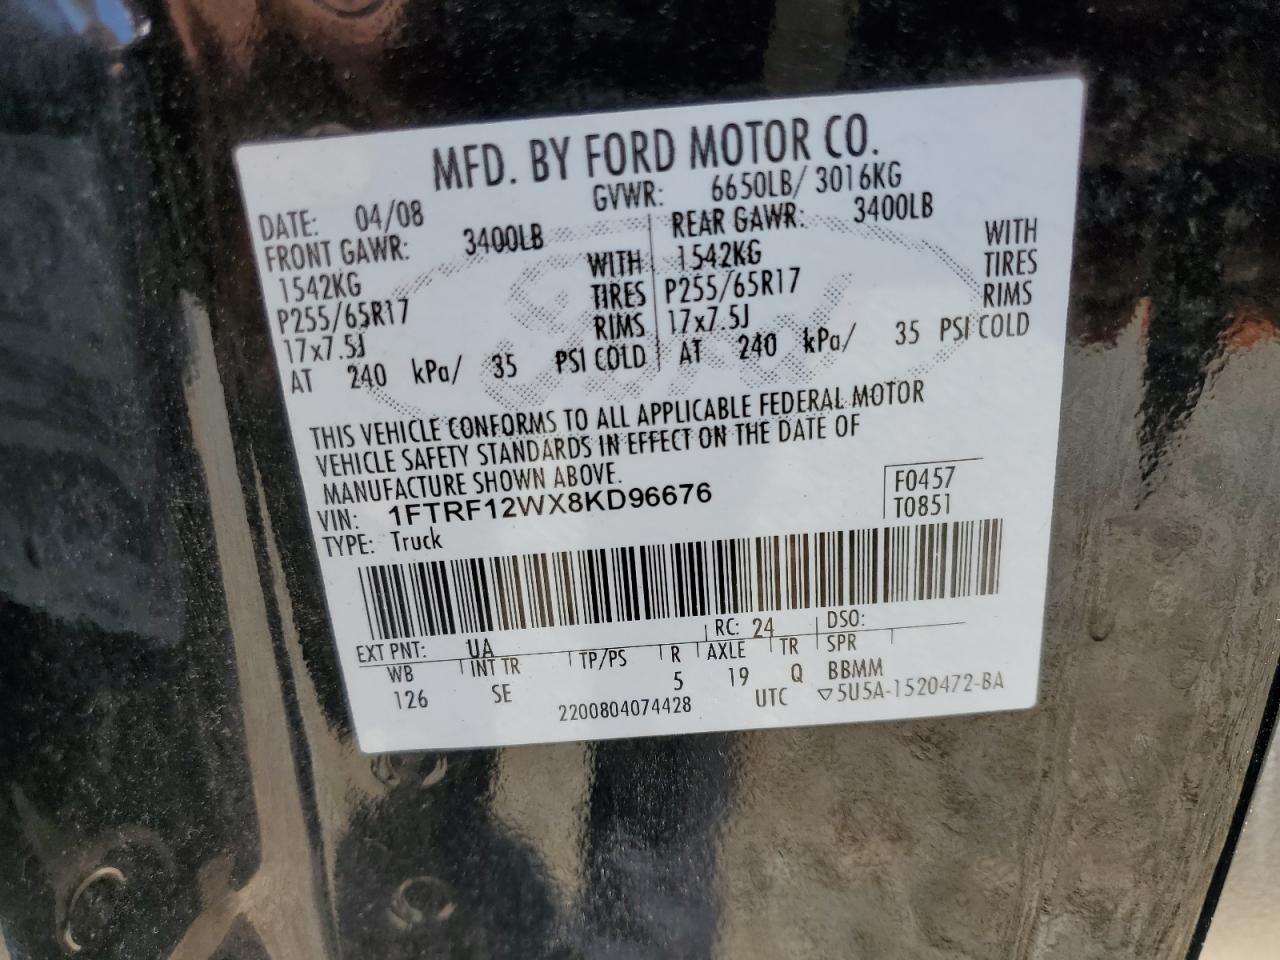 MFD. BY FORD MOTOR CO.
DATE: 04/08 GVWR: 6650LB/ 3016KG
FRONT GAWR: 3400LB REAR GAWR: 3400LB
1542KG WITH 1542KG WITH
P255/65R17 TIRES P255/65R17 TIRES
17x7.5J RIMS 17x7.5J RIMS
AT 240 kPa/ 35 PSI COLD AT 240 kPa/ 35 PSI COLD
THIS VEHICLE CONFORMS TO ALL APPLICABLE FEDERAL MOTOR
VEHICLE SAFETY STANDARDS IN EFFECT ON THE DATE OF
MANUFACTURE SHOWN ABOVE.
VIN: 1FTRF12WX8KD96676 F0457
TYPE: Truck T0851
EXT PNT: UA RC: 24 DSO:
WB INT TR TP/PS R AXLE TR SPR
126 SE 5 19 Q BBMM
2200804074428 UTC ▽5U5A-1520472-BA